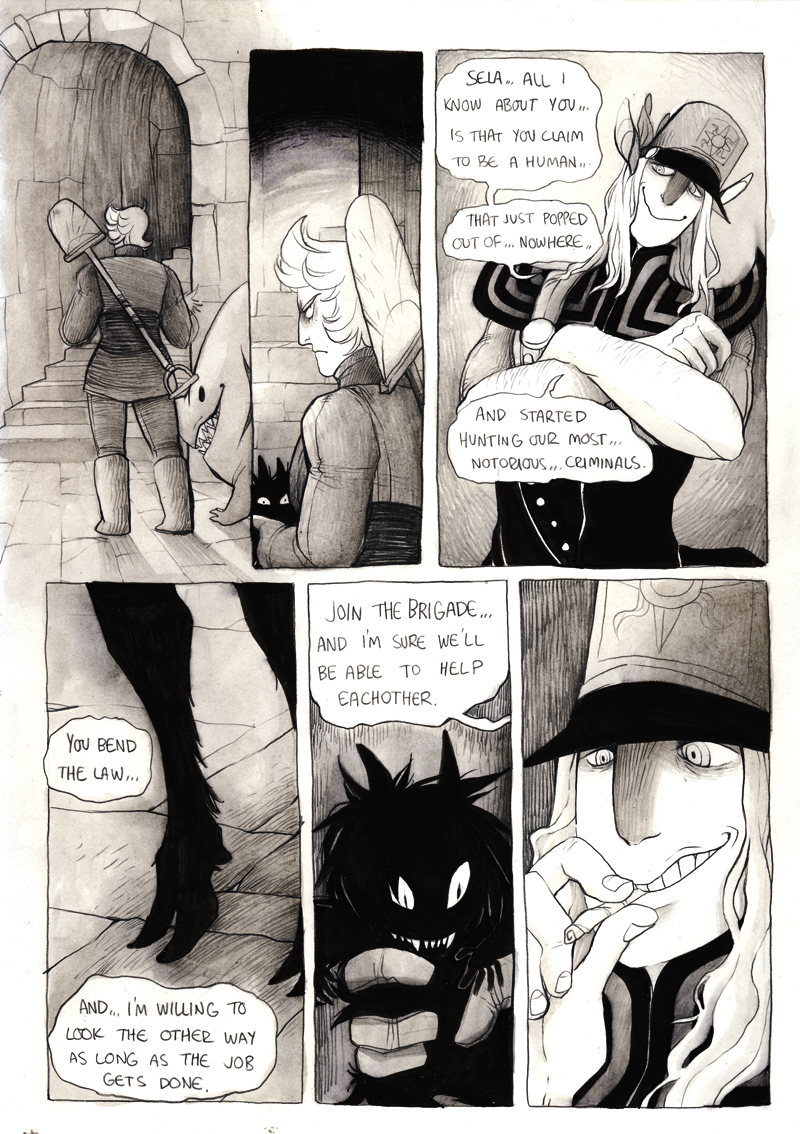 SELA... ALL I
KNOW ABOUT YOU...
IS THAT YOU CLAIM
TO BE A HUMAN...
THAT JUST POPPED
OUT OF... NOWHERE,,
AND STARTED
HUNTING OUR MOST...
NOTORIOUS... CRIMINALS.
YOU BEND
THE LAW...
AND... I'M WILLING TO
LOOK THE OTHER WAY
AS LONG AS THE JOB
GETS DONE.
JOIN THE BRIGADE...
AND I'M SURE WE'LL
BE ABLE TO HELP
EACHOTHER.